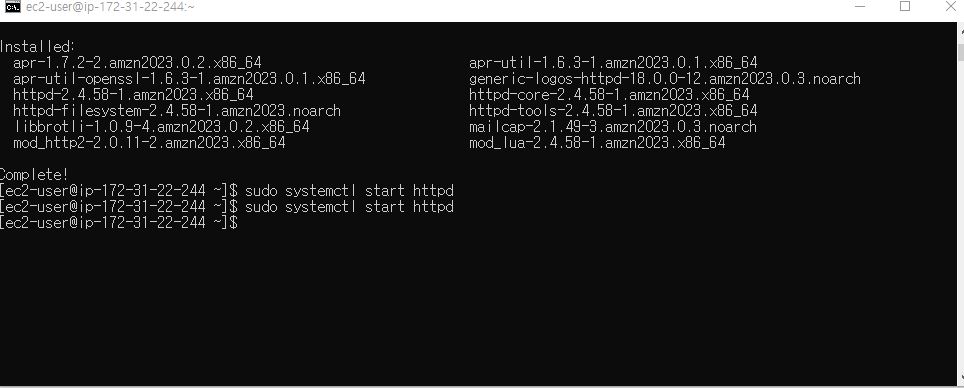 ec2-user@ip-172-31-22-244:~
Installed:
apr-1.7.2-2.amzn2023.0.2.x86_64 apr-util-1.6.3-1.amzn2023.0.1.x86_64
apr-util-openssl-1.6.3-1.amzn2023.0.1.x86_64 generic-logos-httpd-18.0.0-12.amzn2023.0.3.noarch
httpd-2.4.58-1.amzn2023.x86_64 httpd-core-2.4.58-1.amzn2023.x86_64
httpd-filesystem-2.4.58-1.amzn2023.noarch httpd-tools-2.4.58-1.amzn2023.x86_64
libbrotli-1.0.9-4.amzn2023.0.2.x86_64 mailcap-2.1.49-3.amzn2023.0.3.noarch
mod_http2-2.0.11-2.amzn2023.x86_64 mod_lua-2.4.58-1.amzn2023.x86_64
Complete!
[ec2-user@ip-172-31-22-244 ~]$ sudo systemctl start httpd
[ec2-user@ip-172-31-22-244 ~]$ sudo systemctl start httpd
[ec2-user@ip-172-31-22-244 ~]$